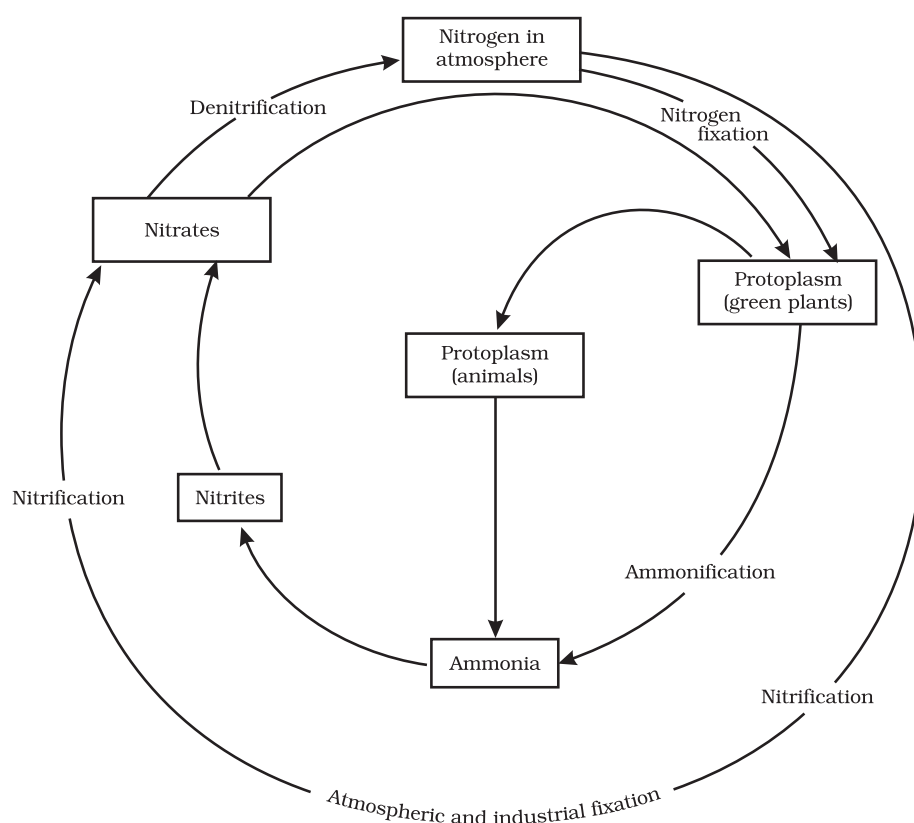 Nitrogen in
atmosphere
Denitrification
Nitrogen
fixation
Nitrates
Protoplasm
(green plants)
Protoplasm
(animals)
Nitrification
Nitrites
Ammonification
Ammonia
Nitrification
Atmospheric and industrial fixation